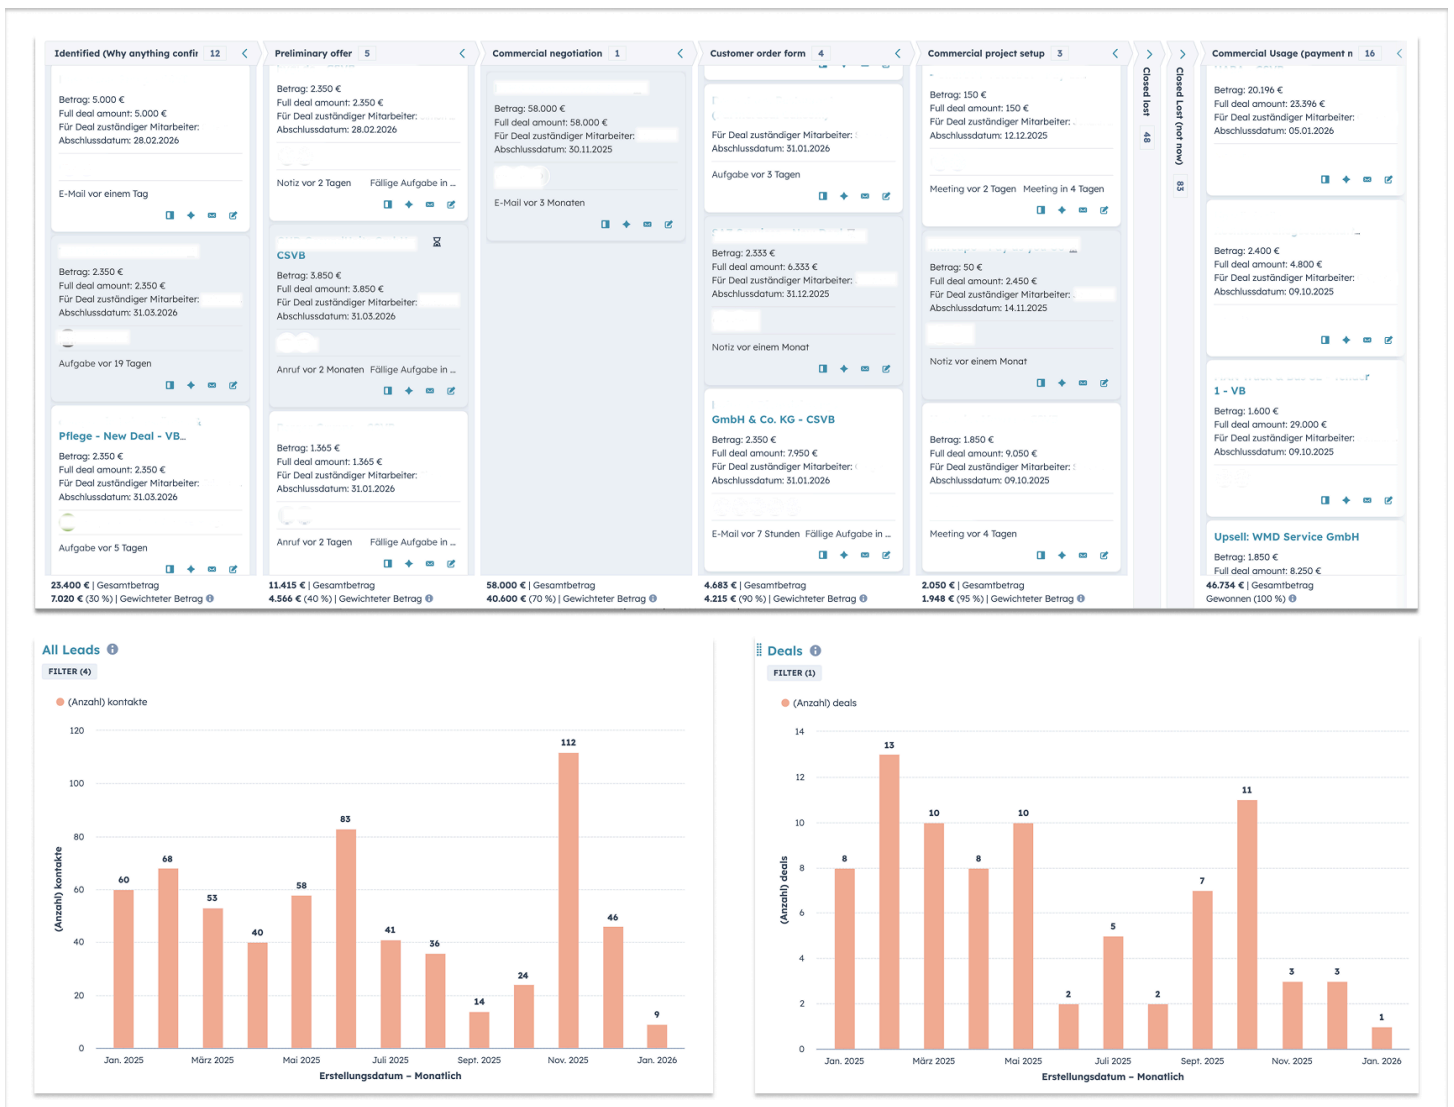 Identified (Why anything confir 12
Betrag: 5.000 €
Full deal amount: 5.000 €
Für Deal zuständiger Mitarbeiter:
Abschlussdatum: 28.02.2026
E-Mail vor einem Tag
Betrag: 2.350 €
Full deal amount: 2.350 €
Für Deal zuständiger Mitarbeiter:
Abschlussdatum: 31.03.2026
Aufgabe vor 19 Tagen
Pflege - New Deal - VB...
Betrag: 2.350 €
Full deal amount: 2.350 €
Für Deal zuständiger Mitarbeiter:
Abschlussdatum: 31.03.2026
Aufgabe vor 5 Tagen
23.400 € | Gesamtbetrag
7.020 € (30 %) | Gewichteter Betrag
Preliminary offer 5
Betrag: 2.350 €
Full deal amount: 2.350 €
Für Deal zuständiger Mitarbeiter:
Abschlussdatum: 28.02.2026
Notiz vor 2 Tagen Fällige Aufgabe in ...
CSVB
Betrag: 3.850 €
Full deal amount: 3.850 €
Für Deal zuständiger Mitarbeiter:
Abschlussdatum: 31.03.2026
Anruf vor 2 Monaten Fällige Aufgabe in ...
Betrag: 1.365 €
Full deal amount: 1.365 €
Für Deal zuständiger Mitarbeiter:
Abschlussdatum: 31.01.2026
Anruf vor 2 Tagen Fällige Aufgabe in ...
11.415 € | Gesamtbetrag
4.566 € (40 %) | Gewichteter Betrag
Commercial negotiation 1
Betrag: 58.000 €
Full deal amount: 58.000 €
Für Deal zuständiger Mitarbeiter:
Abschlussdatum: 30.11.2025
E-Mail vor 3 Monaten
58.000 € | Gesamtbetrag
40.600 € (70 %) | Gewichteter Betrag
Customer order form 4
Für Deal zuständiger Mitarbeiter:
Abschlussdatum: 31.01.2026
Aufgabe vor 3 Tagen
Betrag: 2.333 €
Full deal amount: 6.333 €
Für Deal zuständiger Mitarbeiter:
Abschlussdatum: 31.12.2025
Notiz vor einem Monat
GmbH & Co. KG - CSVB
Betrag: 2.350 €
Full deal amount: 7.950 €
Für Deal zuständiger Mitarbeiter:
Abschlussdatum: 31.01.2026
E-Mail vor 7 Stunden Fällige Aufgabe in ...
4.683 € | Gesamtbetrag
4.215 € (90 %) | Gewichteter Betrag
Commercial project setup 3
Betrag: 150 €
Full deal amount: 150 €
Für Deal zuständiger Mitarbeiter:
Abschlussdatum: 12.12.2025
Meeting vor 2 Tagen Meeting in 4 Tagen
Betrag: 50 €
Full deal amount: 2.450 €
Für Deal zuständiger Mitarbeiter:
Abschlussdatum: 14.11.2025
Notiz vor einem Monat
Betrag: 1.850 €
Full deal amount: 9.050 €
Für Deal zuständiger Mitarbeiter:
Abschlussdatum: 09.10.2025
Meeting vor 4 Tagen
2.050 € | Gesamtbetrag
1.948 € (95 %) | Gewichteter Betrag
Closed lost 48
Closed Lost (not now) 83
Commercial Usage (payment n 16
Betrag: 20.196 €
Full deal amount: 23.396 €
Für Deal zuständiger Mitarbeiter:
Abschlussdatum: 05.01.2026
Betrag: 2.400 €
Full deal amount: 4.800 €
Für Deal zuständiger Mitarbeiter:
Abschlussdatum: 09.10.2025
1 - VB
Betrag: 1.600 €
Full deal amount: 29.000 €
Für Deal zuständiger Mitarbeiter:
Abschlussdatum: 09.10.2025
Upsell: WMD Service GmbH
Betrag: 1.850 €
Full deal amount: 8.250 €
46.734 € | Gesamtbetrag
Gewonnen (100 %)
All Leads
FILTER (4)
(Anzahl) kontakte
(Anzahl) kontakte
120
100
80
60
40
20
0
60
68
53
40
58
83
41
36
14
24
112
46
9
Jan. 2025 März 2025 Mai 2025 Juli 2025 Sept. 2025 Nov. 2025 Jan. 2026
Erstellungsdatum – Monatlich
Deals
FILTER (1)
(Anzahl) deals
(Anzahl) deals
14
12
10
8
6
4
2
0
8
13
10
8
10
2
5
2
7
11
3
3
1
Jan. 2025 März 2025 Mai 2025 Juli 2025 Sept. 2025 Nov. 2025 Jan. 2026
Erstellungsdatum – Monatlich